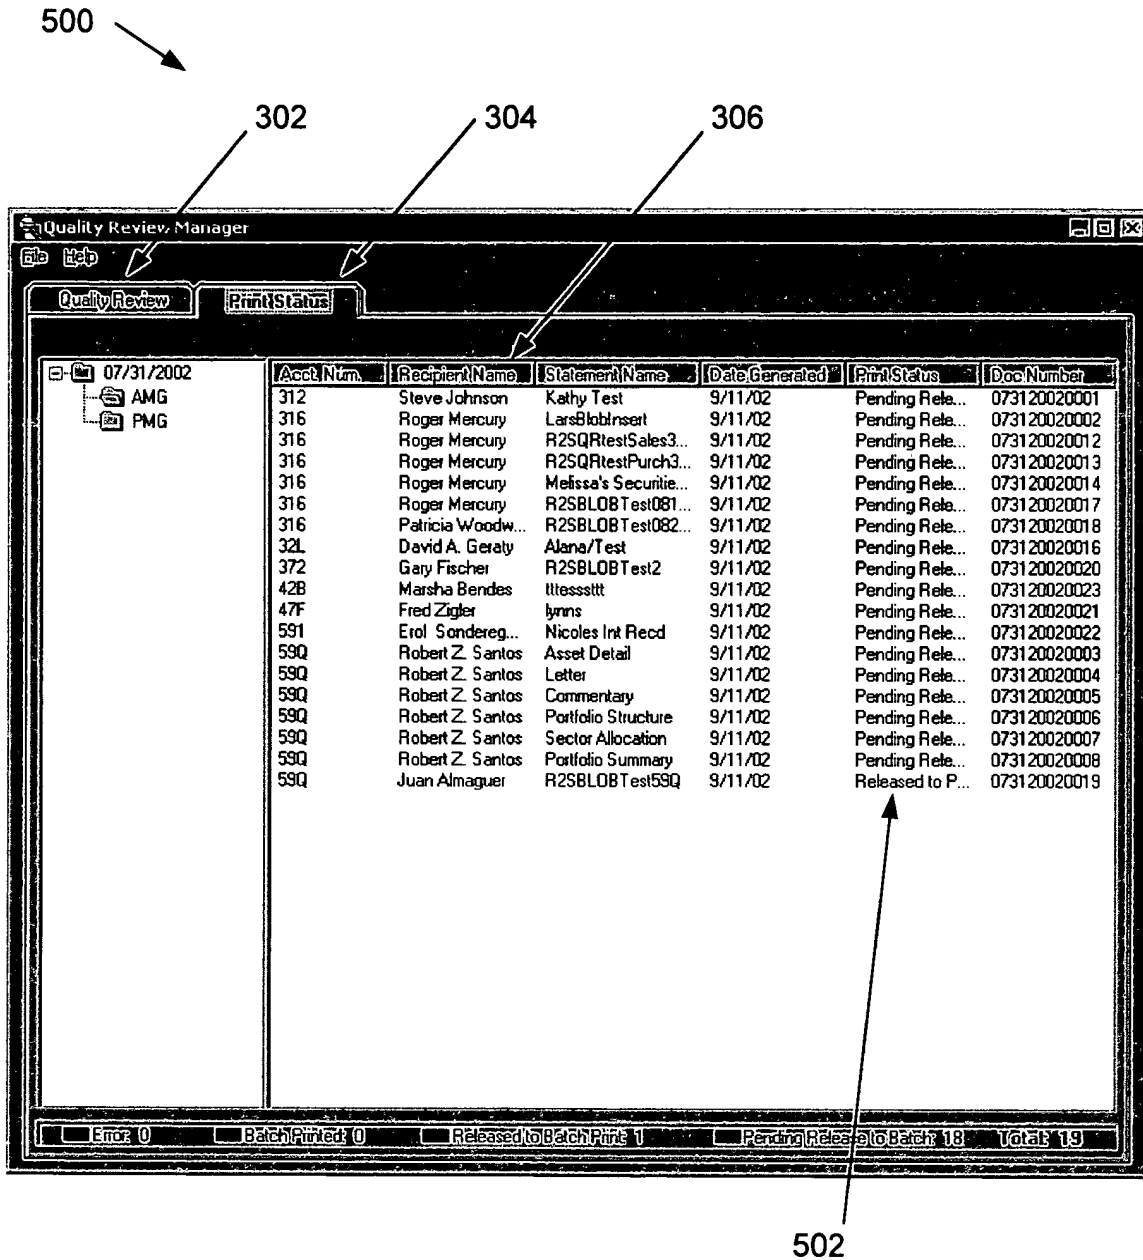 500
302 304 306
Quality Review Manager
File Help
Quality Review Print Status
07/31/2002
AMG
PMG
Acct. Num. Recipient Name Statement Name Date Generated Print Status Doc Number
312 Steve Johnson Kathy Test 9/11/02 Pending Rele... 073120020001
316 Roger Mercury LarsBlobInsert 9/11/02 Pending Rele... 073120020002
316 Roger Mercury R2SQRtestSales3... 9/11/02 Pending Rele... 073120020012
316 Roger Mercury R2SQRtestPurch3... 9/11/02 Pending Rele... 073120020013
316 Roger Mercury Melissa's Securitie... 9/11/02 Pending Rele... 073120020014
316 Roger Mercury R2SBLOBTest081... 9/11/02 Pending Rele... 073120020017
316 Patricia Woodw... R2SBLOBTest082... 9/11/02 Pending Rele... 073120020018
32L David A. Geraty Alana/Test 9/11/02 Pending Rele... 073120020016
372 Gary Fischer R2SBLOBTest2 9/11/02 Pending Rele... 073120020020
42B Marsha Bendes tttesssttt 9/11/02 Pending Rele... 073120020023
47F Fred Zigler lynns 9/11/02 Pending Rele... 073120020021
591 Erol Sondereg... Nicoles Int Recd 9/11/02 Pending Rele... 073120020022
59Q Robert Z. Santos Asset Detail 9/11/02 Pending Rele... 073120020003
59Q Robert Z. Santos Letter 9/11/02 Pending Rele... 073120020004
59Q Robert Z. Santos Commentary 9/11/02 Pending Rele... 073120020005
59Q Robert Z. Santos Portfolio Structure 9/11/02 Pending Rele... 073120020006
59Q Robert Z. Santos Sector Allocation 9/11/02 Pending Rele... 073120020007
59Q Robert Z. Santos Portfolio Summary 9/11/02 Pending Rele... 073120020008
59Q Juan Almaguer R2SBLOBTest59Q 9/11/02 Released to P... 073120020019
Error: 0 Batch Printed: 0 Released to Batch Print: 1 Pending Release to Batch: 18 Total: 19
502